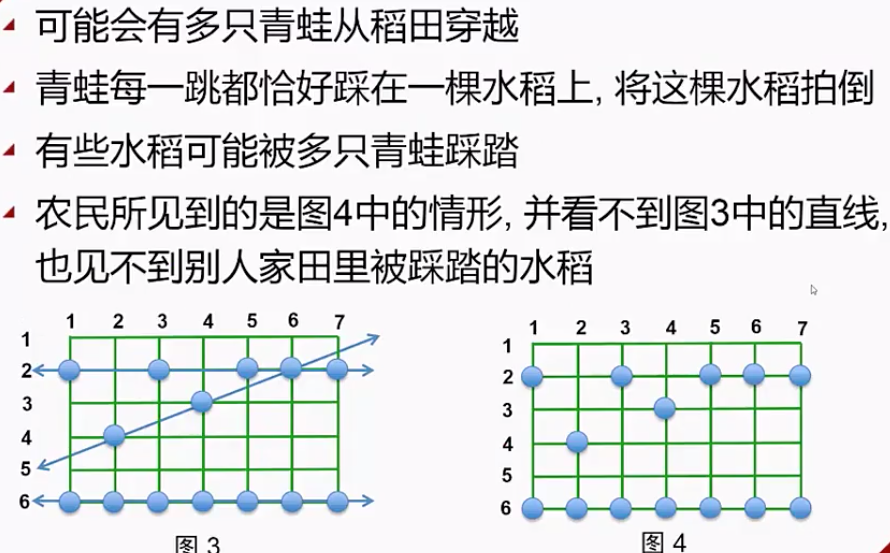 可能会有多只青蛙从稻田穿越
青蛙每一跳都恰好踩在一棵水稻上, 将这棵水稻拍倒
有些水稻可能被多只青蛙踩踏
农民所见到的是图4中的情形, 并看不到图3中的直线,
也见不到别人家田里被踩踏的水稻
1 2 3 4 5 6 7
1
2
3
4
5
6
图 3
1 2 3 4 5 6 7
1
2
3
4
5
6
图 4